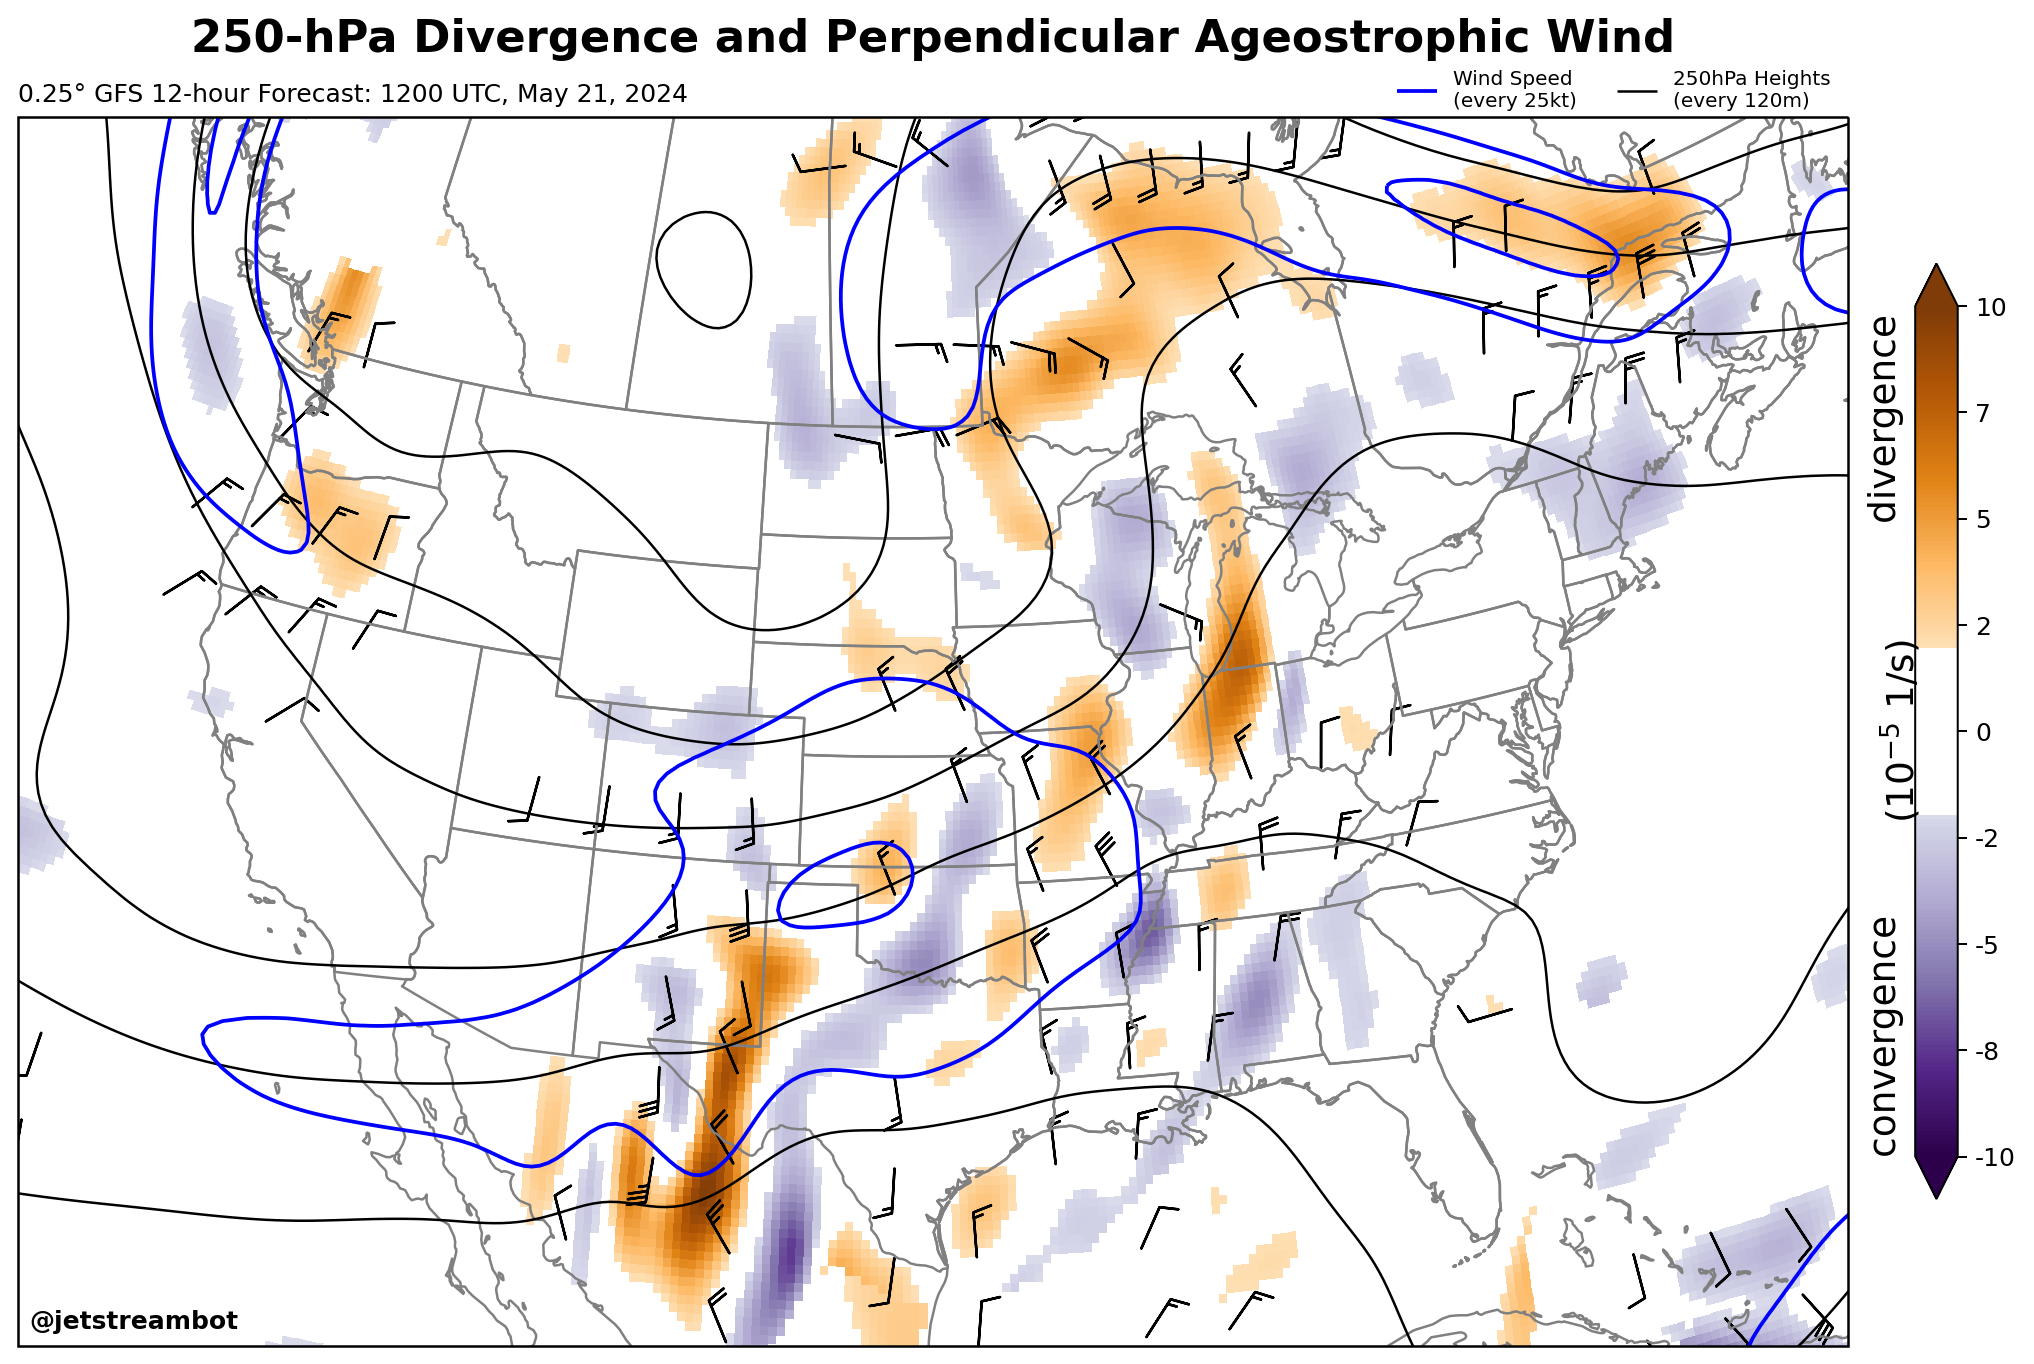 250-hPa Divergence and Perpendicular Ageostrophic Wind
0.25° GFS 12-hour Forecast: 1200 UTC, May 21, 2024
Wind Speed
(every 25kt)
250hPa Heights
(every 120m)
10
7
5
2
0
-2
-5
-8
-10
divergence
(10⁻⁵ 1/s)
convergence
@jetstreambot